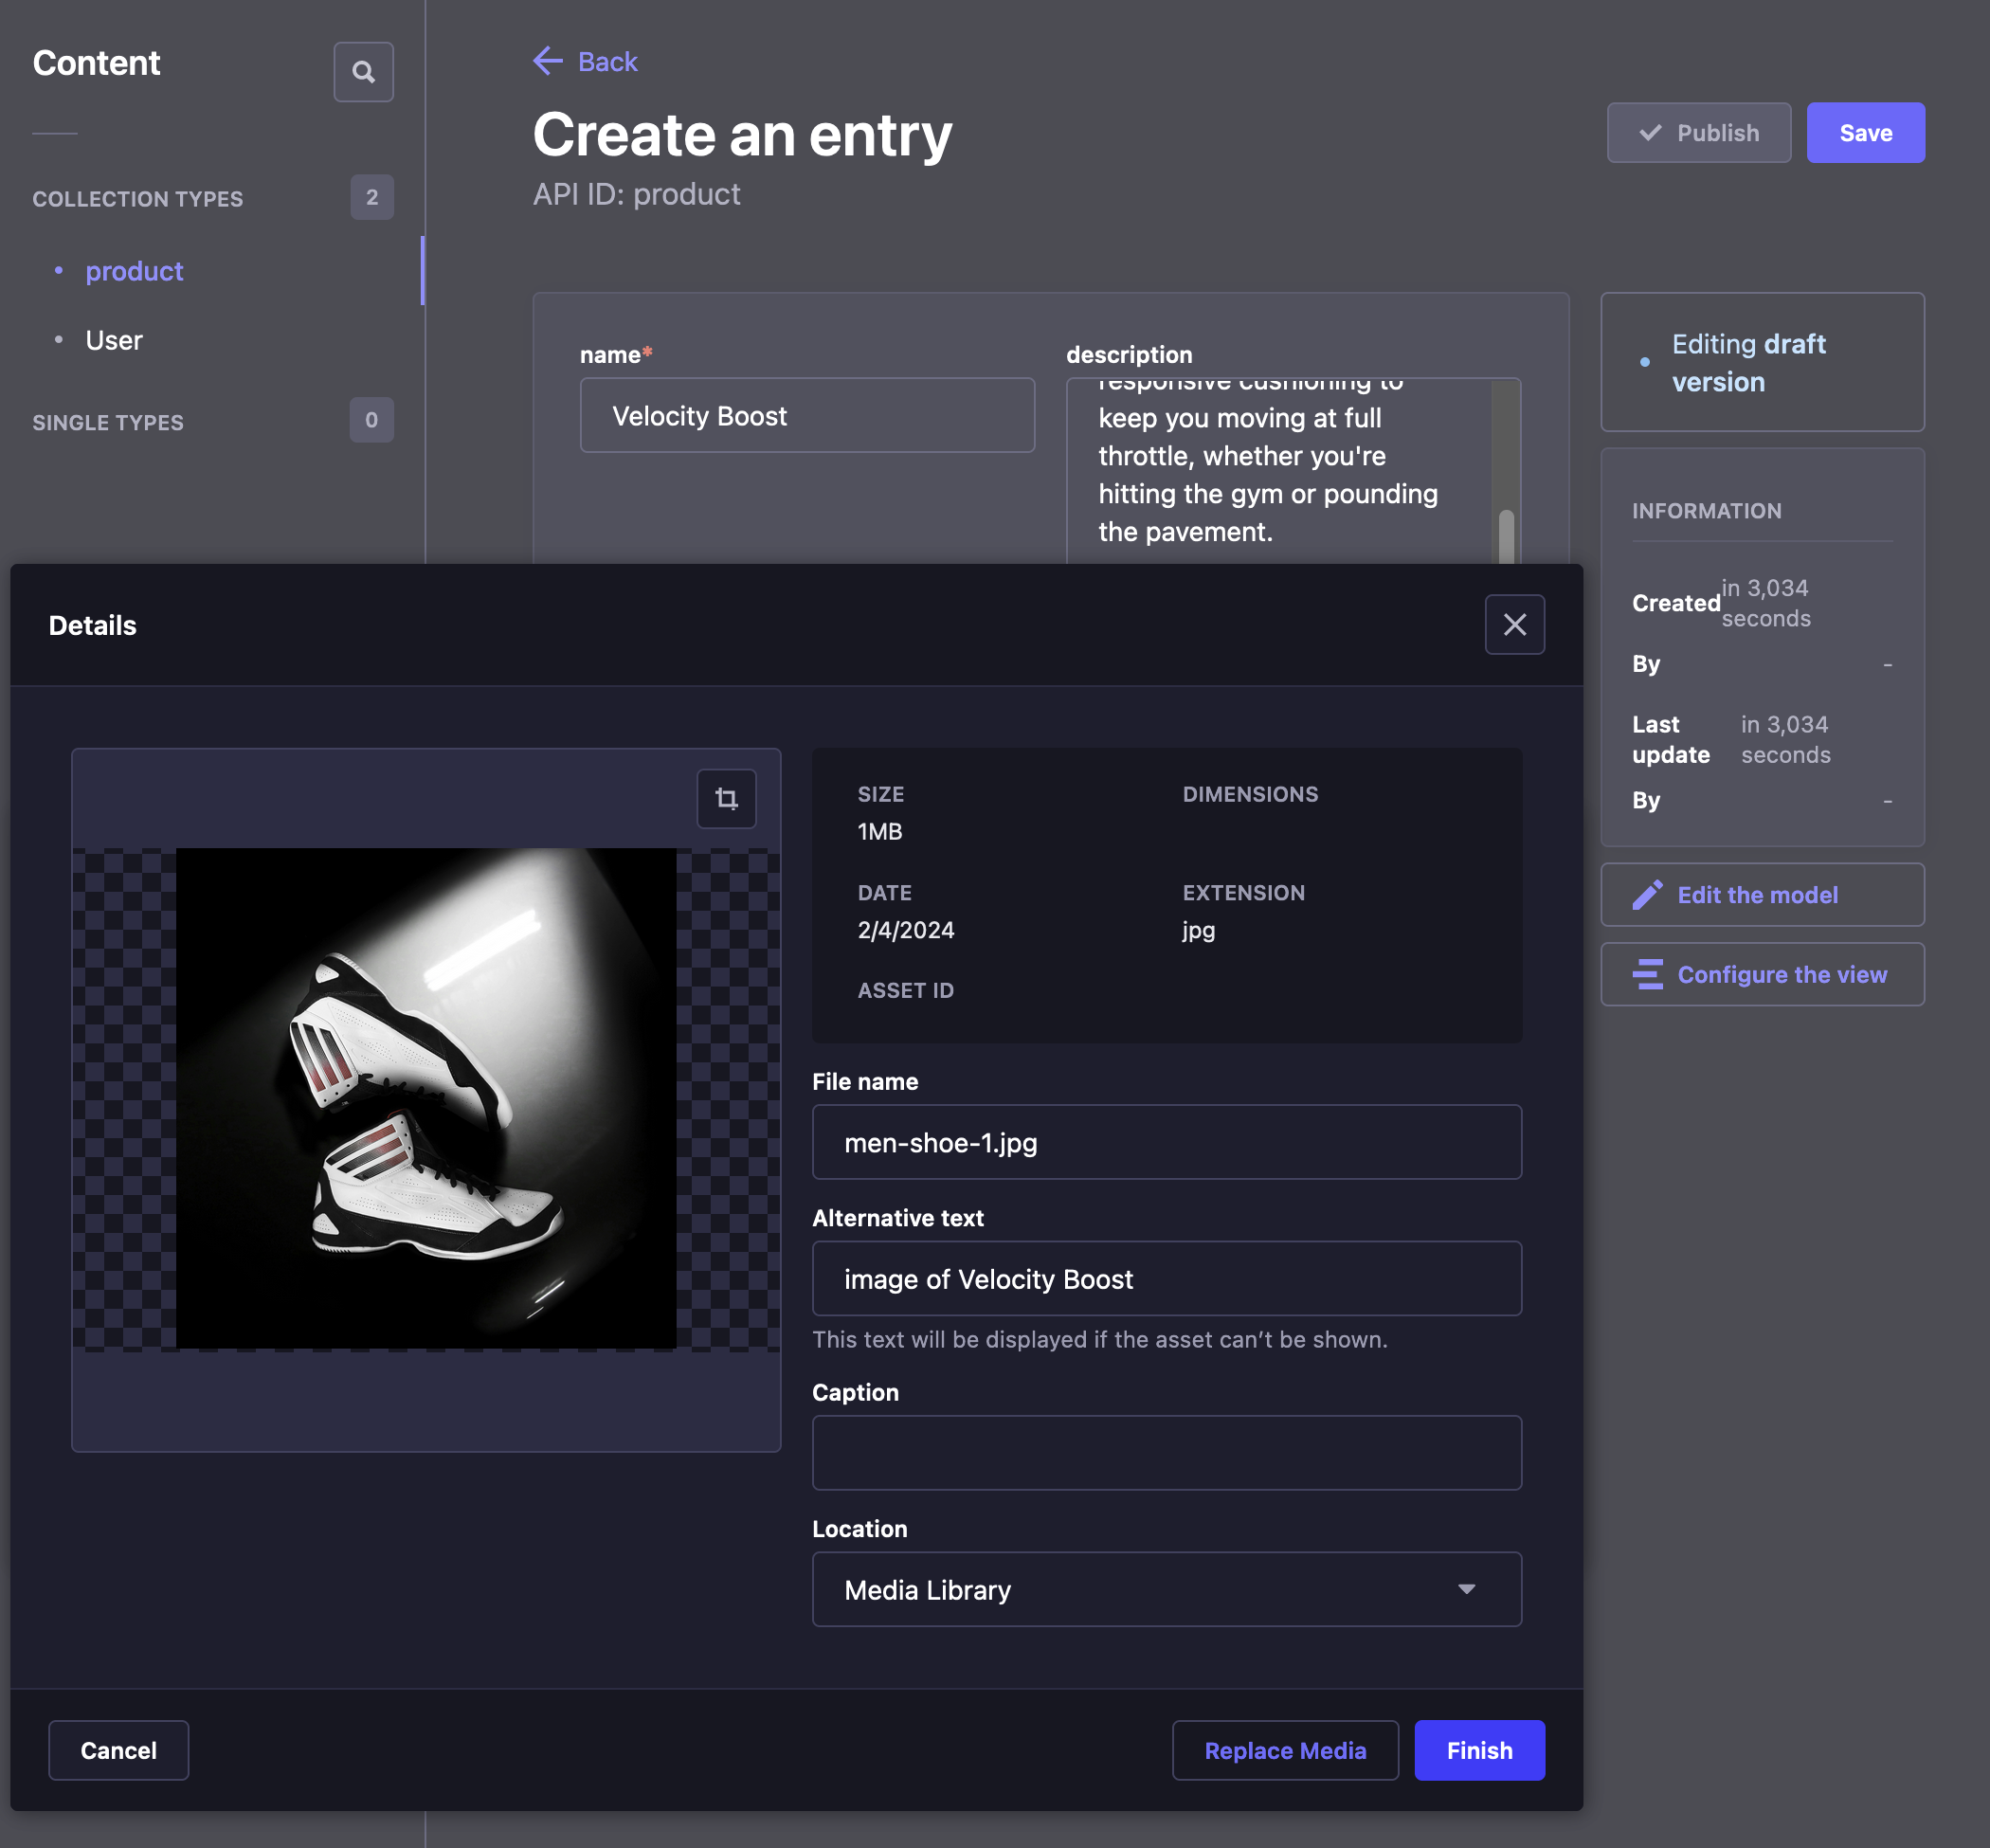 Content
COLLECTION TYPES
2
product
User
SINGLE TYPES
0
Back
Create an entry
API ID: product
Publish
Save
name*
Velocity Boost
description
responsive cushioning to
keep you moving at full
throttle, whether you're
hitting the gym or pounding
the pavement.
Editing draft
version
INFORMATION
Created
in 3,034
seconds
By
-
Last
update
in 3,034
seconds
By
-
Edit the model
Configure the view
Details
SIZE
1MB
DIMENSIONS
DATE
2/4/2024
EXTENSION
jpg
ASSET ID
File name
men-shoe-1.jpg
Alternative text
image of Velocity Boost
This text will be displayed if the asset can’t be shown.
Caption
Location
Media Library
Cancel
Replace Media
Finish